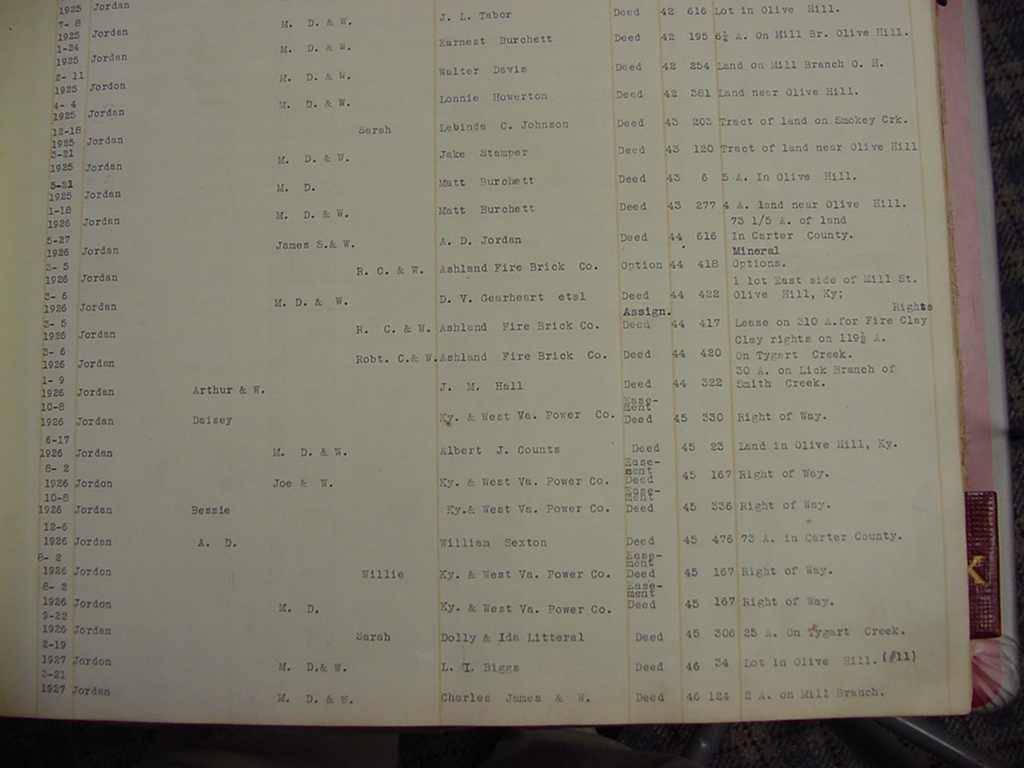 1925 Jordan J. L. Tabor Deed 42 616 Lot in Olive Hill.
7- 8
1925 Jordan M. D. & W. Earnest Burchett Deed 42 195 6½ A. On Mill Br. Olive Hill.
1-24
1925 Jordan M. D. & W. Walter Davis Deed 42 254 Land on Mill Branch O. H.
2- 11
1925 Jordon M. D. & W. Lonnie Howerton Deed 42 381 Land near Olive Hill.
4- 4
1925 Jordan M. D. & W.
12-18 Sarah Lebinda C. Johnson Deed 43 203 Tract of land on Smokey Crk.
1925 Jordan
3-21 M. D. & W. Jake Stamper Deed 43 120 Tract of land near Olive Hill
1925 Jordan
5-21 M. D. Matt Burchett Deed 43 6 5 A. In Olive Hill.
1925 Jordan
1-18 M. D. & W. Matt Burchett Deed 43 277 4 A. land near Olive Hill.
1926 Jordan 73 1/5 A. of land
5-27 James S.& W. A. D. Jordan Deed 44 616 In Carter County.
1926 Jordan Mineral
3- 5 R. C. & W. Ashland Fire Brick Co. Option 44 418 Options.
1926 Jordan 1 lot East side of Mill St.
3- 6 M. D. & W. D. V. Gearheart etal Deed 44 422 Olive Hill, Ky;
1926 Jordan Assign. Rights
3- 5 R. C. & W. Ashland Fire Brick Co. Deed 44 417 Lease on 310 A.for Fire Clay
1926 Jordan Clay rights on 119½ A.
3- 6 Robt. C.& W. Ashland Fire Brick Co. Deed 44 420 On Tygart Creek.
1926 Jordan 30 A. on Lick Branch of
1- 9 J. M. Hall Deed 44 322 Smith Creek.
1926 Jordan Arthur & W.
10-8 Ease-
ment
1926 Jordan Daisey Ky. & West Va. Power Co. Deed 45 330 Right of Way.
6-17
1926 Jordan M. D. & W. Albert J. Counts Deed 45 23 Land in Olive Hill, Ky.
8- 2 Ease-
ment
1926 Jordon Joe & W. Ky. & West Va. Power Co. Deed 45 167 Right of Way.
10-8 Ease-
ment
1926 Jordan Bessie Ky.& West Va. Power Co. Deed 45 336 Right of Way.
12-6
1926 Jordan A. D. William Sexton Deed 45 476 73 A. in Carter County.
8- 2 Ease-
ment
1926 Jordon Willie Ky. & West Va. Power Co. Deed 45 167 Right of Way.
8- 2 Ease-
ment
1926 Jordon M. D. Ky. & West Va. Power Co. Deed 45 167 Right of Way.
9-22
1926 Jordan Sarah Dolly & Ida Litteral Deed 45 306 25 A. On Tygart Creek.
2-19
1927 Jordon M. D.& W. L. T. Biggs Deed 46 34 Lot in Olive Hill. (#11)
3-21
1927 Jordan M. D. & W. Charles James & W. Deed 46 124 2 A. on Mill Branch.